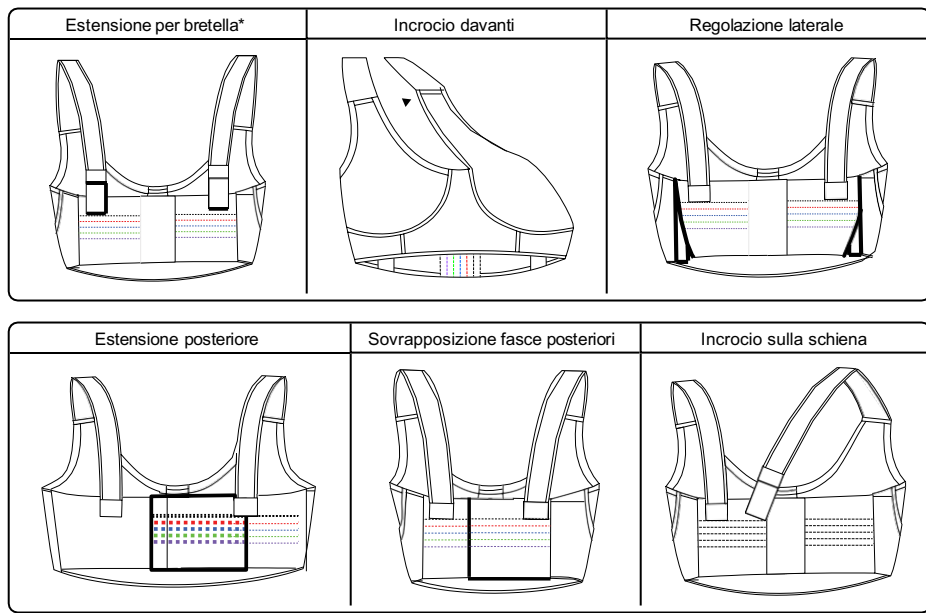 Estensione per bretella*
Incrocio davanti
Regolazione laterale
Estensione posteriore
Sovrapposizione fasce posteriori
Incrocio sulla schiena